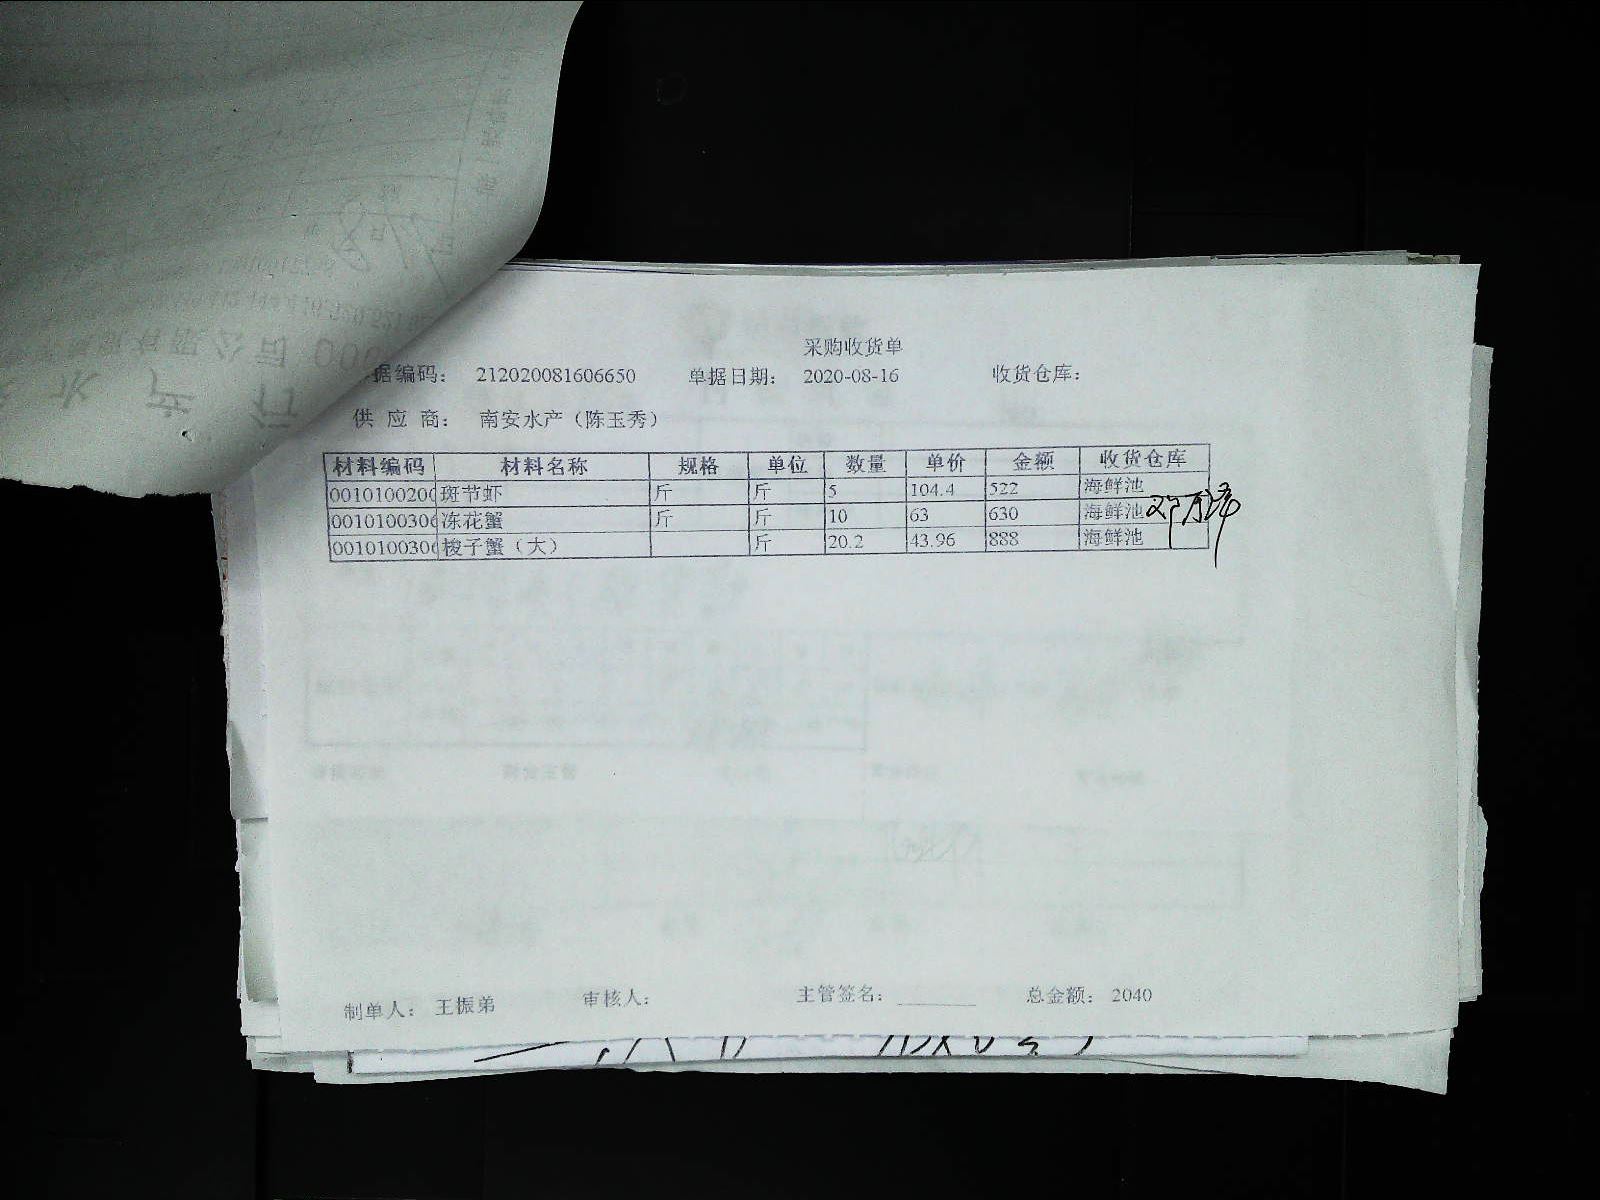 采购收货单
据编码： 212020081606650 单据日期： 2020-08-16 收货仓库：
供 应 商： 南安水产（陈玉秀）
材料编码 材料名称 规格 单位 数量 单价 金额 收货仓库
0010100200 斑节虾 斤 斤 5 104.4 522 海鲜池
0010100306 冻花蟹 斤 斤 10 63 630 海鲜池
0010100306 梭子蟹（大） 斤 20.2 43.96 888 海鲜池
制单人： 王振弟 审核人： 主管签名： 总金额： 2040